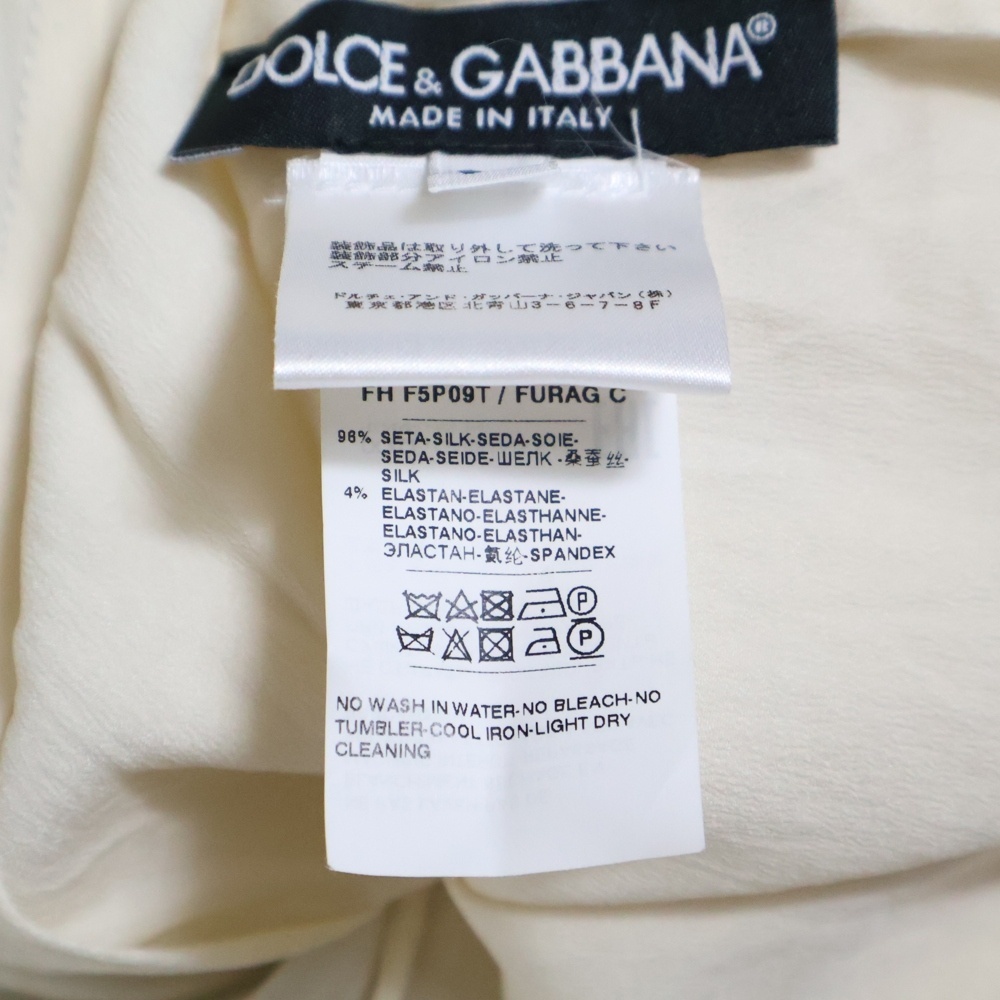 DOLCE & GABBANA®
MADE IN ITALY
装飾品は取り外して洗って下さい
装飾部分アイロン禁止
スチーム禁止
ドルチェ・アンド・ガッバーナ・ジャパン(株)
東京都港区北青山3-6-7-8F
FH F5P09T / FURAG C
96% SETA-SILK-SEDA-SOIE-
SEDA-SEIDE-ШЕЛК-桑蚕丝-
SILK
4% ELASTAN-ELASTANE-
ELASTANO-ELASTHANNE-
ELASTANO-ELASTHAN-
ЭЛАСТАН-氨纶-SPANDEX
P
P
NO WASH IN WATER-NO BLEACH-NO
TUMBLER-COOL IRON-LIGHT DRY
CLEANING